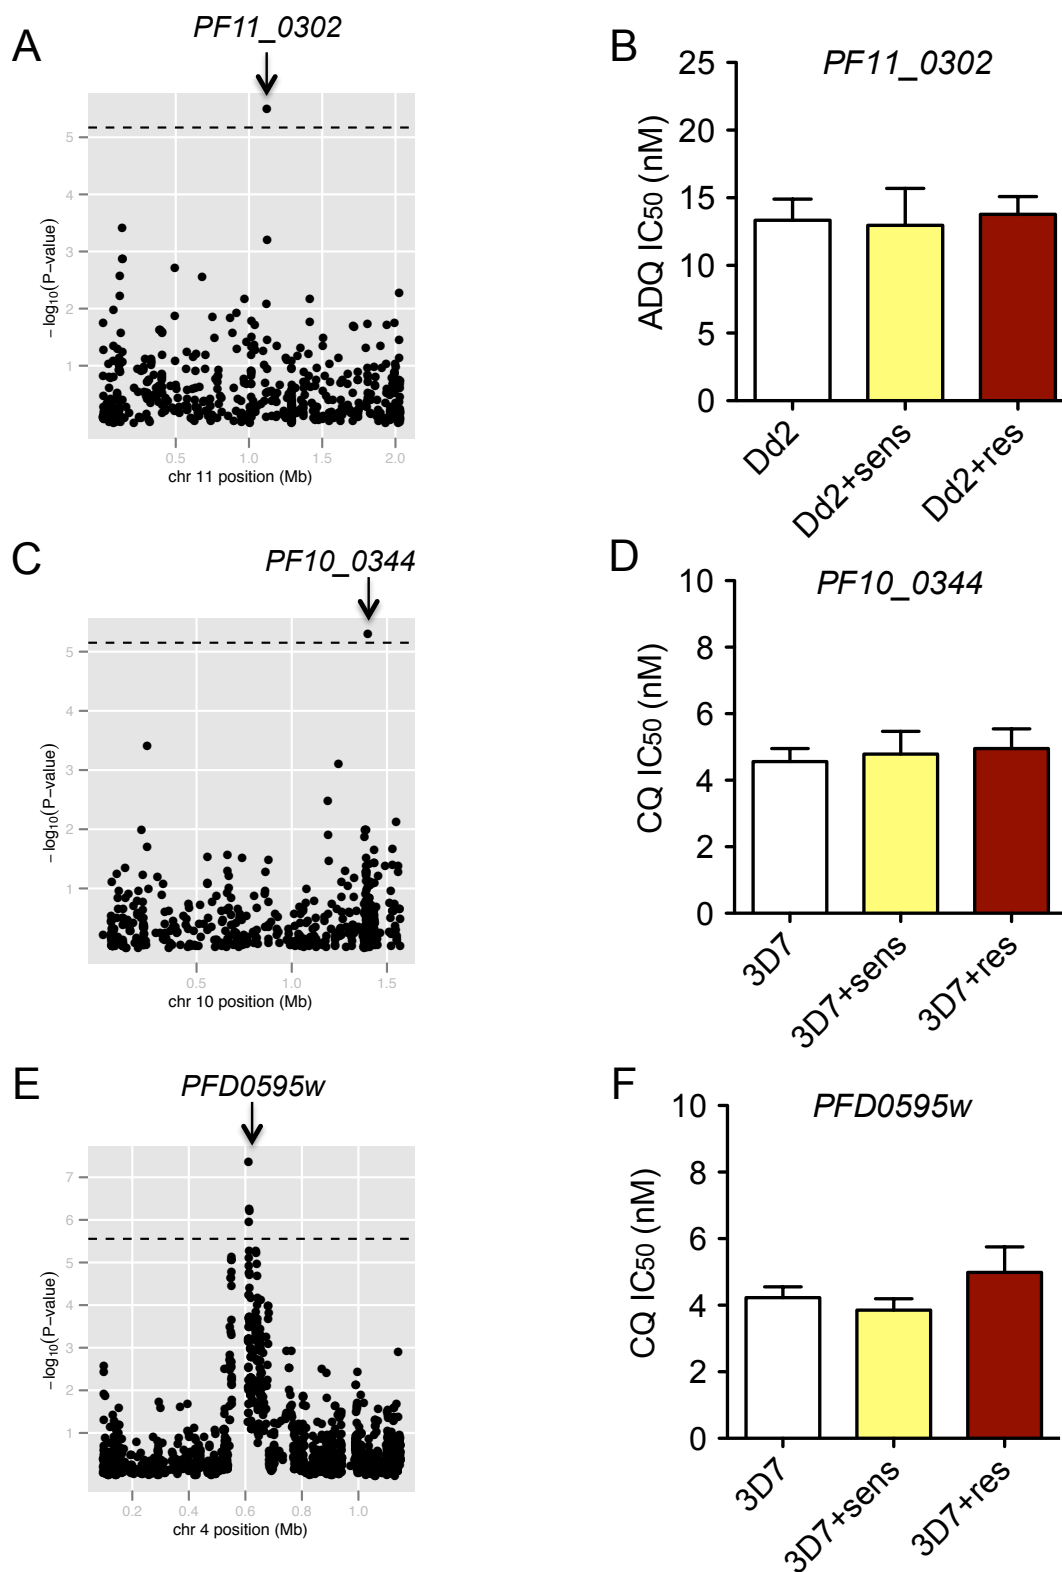 A
PF11_0302
5
4
3
2
1
−log10(P−value)
0.5
1.0
1.5
2.0
chr 11 position (Mb)
B
PF11_0302
25
20
15
10
5
0
ADQ IC50 (nM)
Dd2
Dd2+sens
Dd2+res
C
PF10_0344
5
4
3
2
1
−log10(P−value)
0.5
1.0
1.5
chr 10 position (Mb)
D
PF10_0344
10
8
6
4
2
0
CQ IC50 (nM)
3D7
3D7+sens
3D7+res
E
PFD0595w
7
6
5
4
3
2
1
−log10(P−value)
0.2
0.4
0.6
0.8
1.0
chr 4 position (Mb)
F
PFD0595w
10
8
6
4
2
0
CQ IC50 (nM)
3D7
3D7+sens
3D7+res